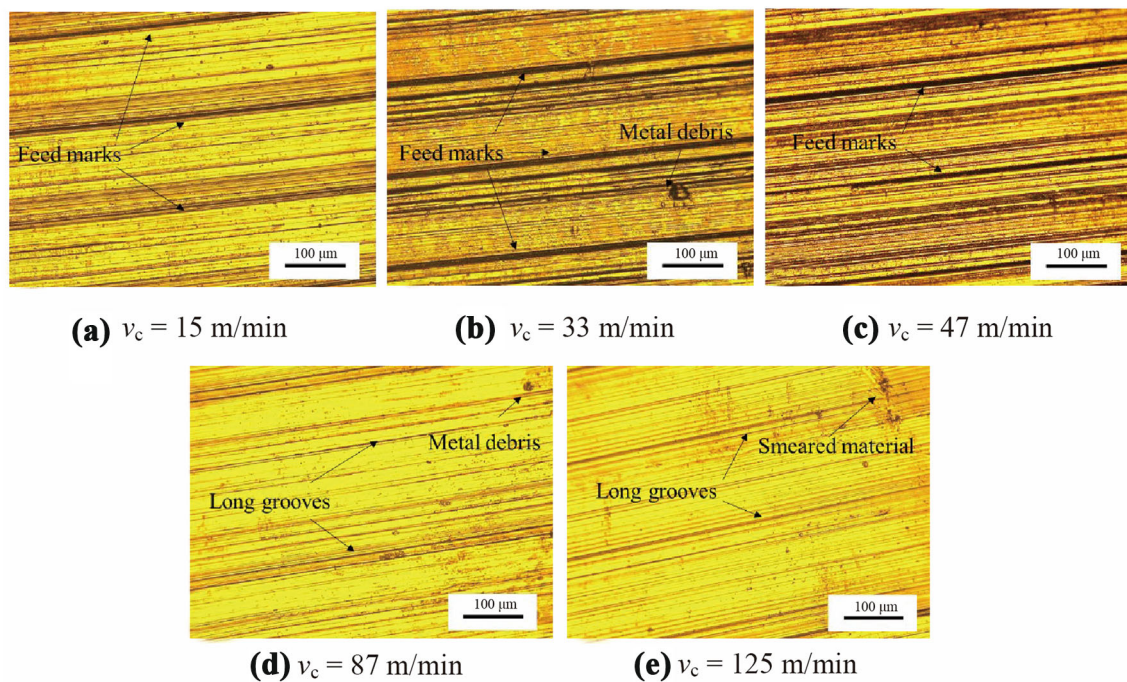 Feed marks
100 μm
Feed marks
Metal debris
100 μm
Feed marks
100 μm
(a) vc = 15 m/min
(b) vc = 33 m/min
(c) vc = 47 m/min
Metal debris
Long grooves
100 μm
Smeared material
Long grooves
100 μm
(d) vc = 87 m/min
(e) vc = 125 m/min